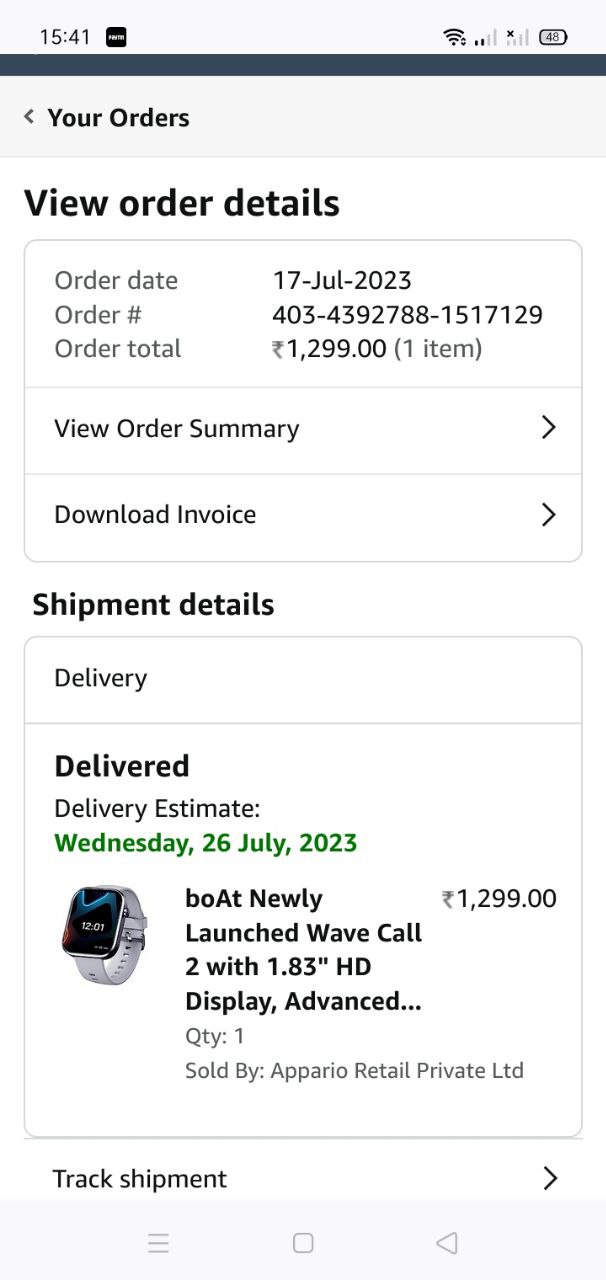 15:41 paytm 48
Your Orders
View order details
Order date 17-Jul-2023
Order # 403-4392788-1517129
Order total ₹1,299.00 (1 item)
View Order Summary
Download Invoice
Shipment details
Delivery
Delivered
Delivery Estimate:
Wednesday, 26 July, 2023
12:01
boAt Newly ₹1,299.00
Launched Wave Call
2 with 1.83" HD
Display, Advanced...
Qty: 1
Sold By: Appario Retail Private Ltd
Track shipment